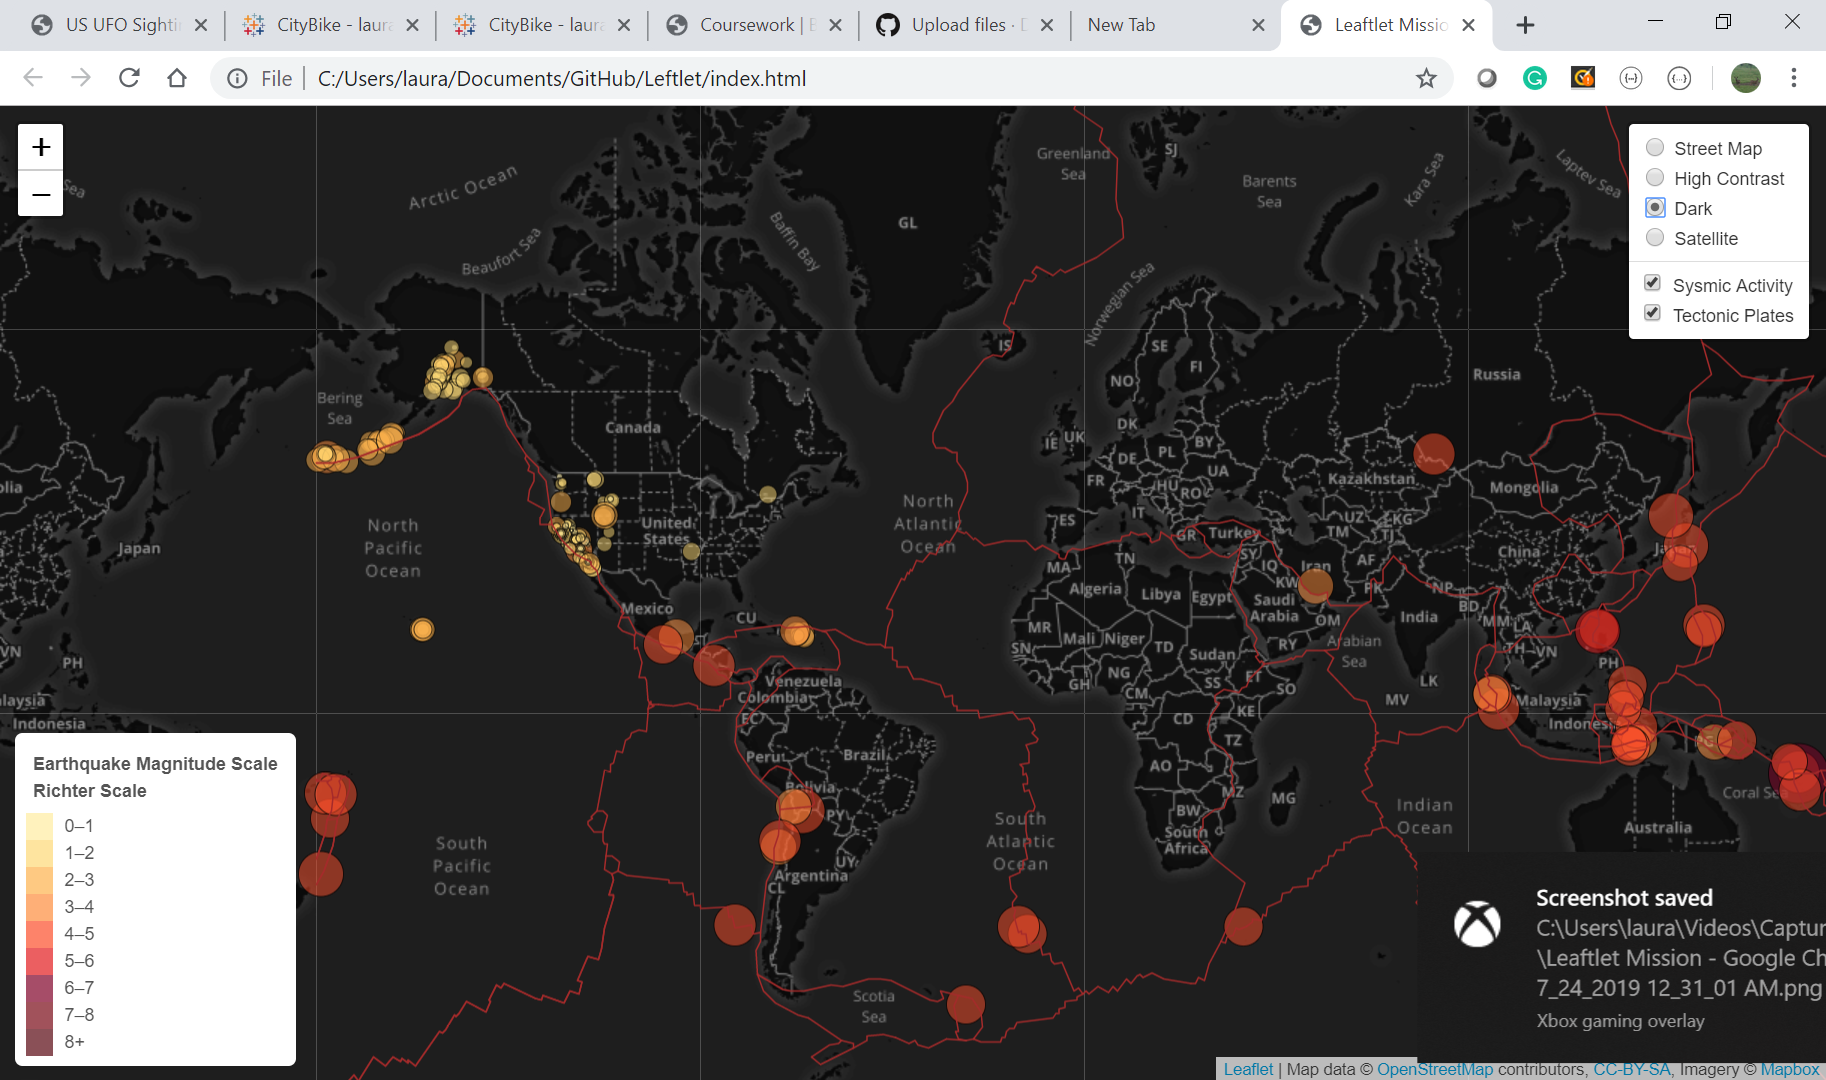 US UFO Sighti
CityBike - laura
CityBike - laura
Coursework | B
Upload files · D
New Tab
Leaftlet Missio
File
C:/Users/laura/Documents/GitHub/Leftlet/index.html
+
−
Street Map
High Contrast
Dark
Satellite
Sysmic Activity
Tectonic Plates
Arctic Ocean
Beaufort Sea
Baffin Bay
Greenland
Sea
SJ
Barents
Sea
Kara Sea
Laptev Sea
Norwegian Sea
GL
IS
SE
FI
NO
Russia
Bering
Sea
Canada
DK
IE
UK
BY
DE
PL
UA
FR
HU
RO
Kazakhstan
Mongolia
North
Pacific
Ocean
United
States
North
Atlantic
Ocean
ES
IT
GR
Turkey
UZ
KG
TM
TJ
China
Japan
MA
TN
SY
IQ
Iran
AF
Algeria
Libya
Egypt
KW
Saudi
Arabia
PK
NP
India
BD
OM
Mexico
CU
MR
Mali
Niger
TD
Sudan
RY
Arabian
Sea
MM
LA
TH
VN
SN
VN
PH
PH
NG
GH
CM
SS
ET
SO
LK
MV
Venezuela
Colombia
EC
CD
KE
TZ
Malaysia
Indonesia
Peru
Brazil
Bolivia
AO
MZ
MG
BW
PY
South
Africa
Indian
Ocean
Coral Sea
Australia
South
Pacific
Ocean
South
Atlantic
Ocean
UY
Argentina
CL
Scotia
Sea
Earthquake Magnitude Scale
Richter Scale
0–1
1–2
2–3
3–4
4–5
5–6
6–7
7–8
8+
Screenshot saved
C:\Users\laura\Videos\Captur
\Leaftlet Mission - Google Ch
7_24_2019 12_31_01 AM.png
Xbox gaming overlay
Leaflet | Map data © OpenStreetMap contributors, CC-BY-SA, Imagery © Mapbox